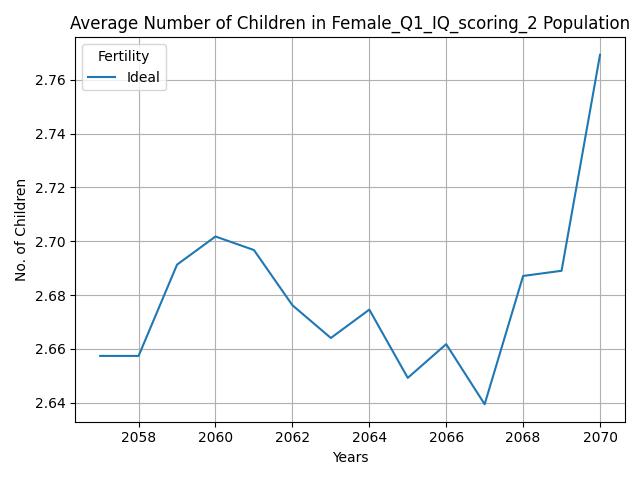 Average Number of Children in Female_Q1_IQ_scoring_2 Population
Fertility
Ideal
2.76
2.74
2.72
2.70
2.68
2.66
2.64
No. of Children
2058 2060 2062 2064 2066 2068 2070
Years